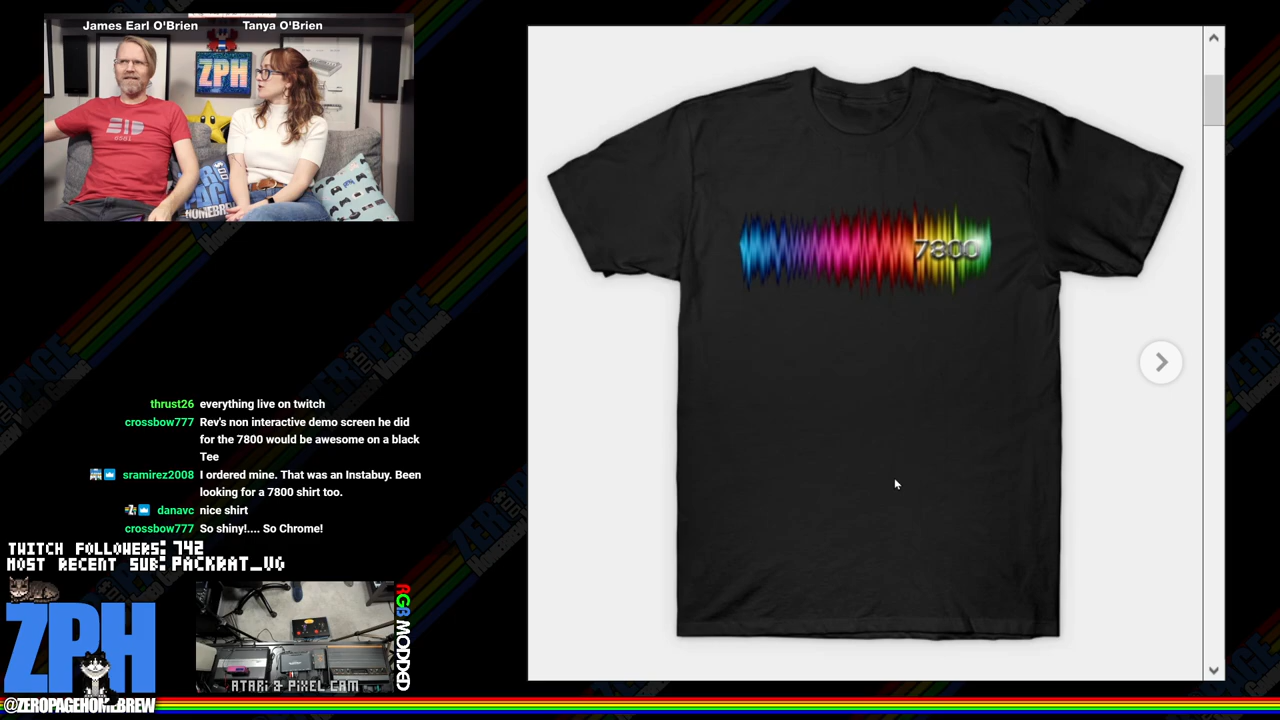 James Earl O'Brien
Tanya O'Brien
ZPH
7800
thrust26 everything live on twitch
crossbow777 Rev's non interactive demo screen he did
for the 7800 would be awesome on a black
Tee
sramirez2008 I ordered mine. That was an Instabuy. Been
looking for a 7800 shirt too.
danavc nice shirt
crossbow777 So shiny!.... So Chrome!
TWITCH FOLLOWERS: 742
MOST RECENT SUB: PACKRAT_VG
ZPH
@ZEROPAGEHOMEBREW
RGB MODDED
ATARI & PIXEL CAM